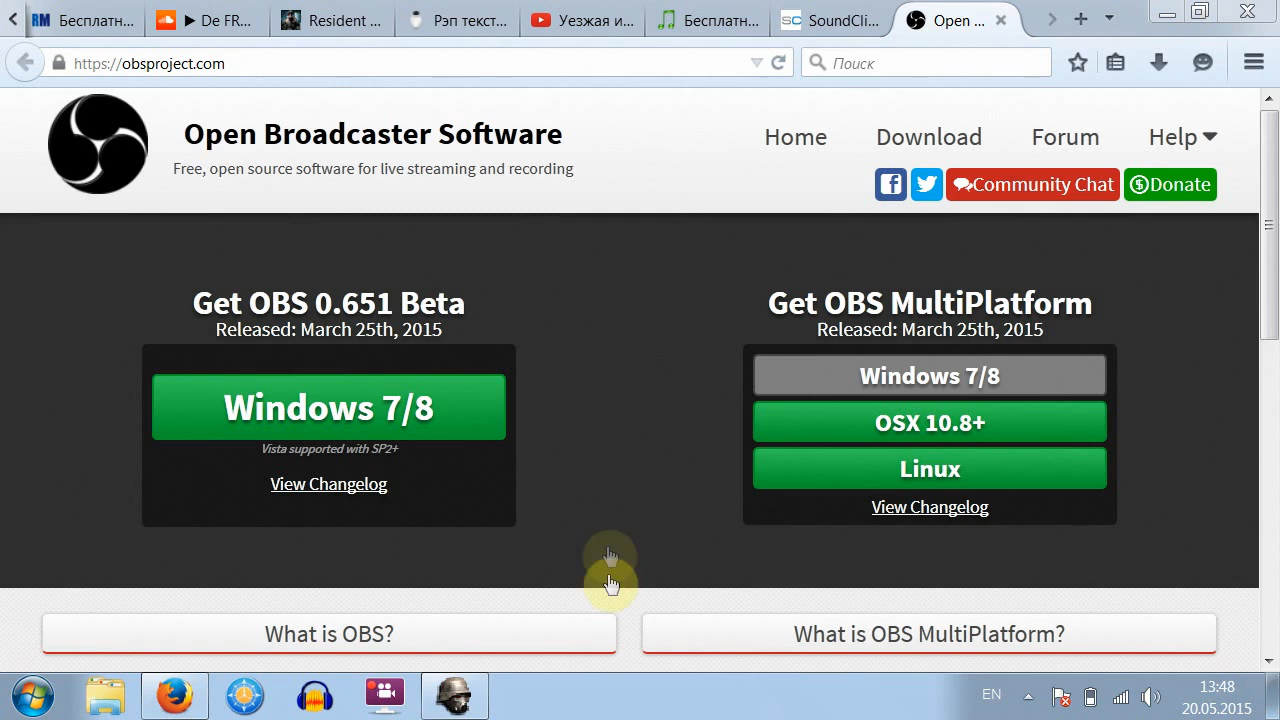 RM Бесплатн...
▶ De FR...
Resident ...
Рэп текст...
Уезжая и...
Бесплатн...
SC SoundCli...
Open ...
https://obsproject.com
Поиск
Open Broadcaster Software
Free, open source software for live streaming and recording
Home
Download
Forum
Help
Community Chat
Donate
Get OBS 0.651 Beta
Released: March 25th, 2015
Windows 7/8
Vista supported with SP2+
View Changelog
Get OBS MultiPlatform
Released: March 25th, 2015
Windows 7/8
OSX 10.8+
Linux
View Changelog
What is OBS?
What is OBS MultiPlatform?
EN
13:48
20.05.2015